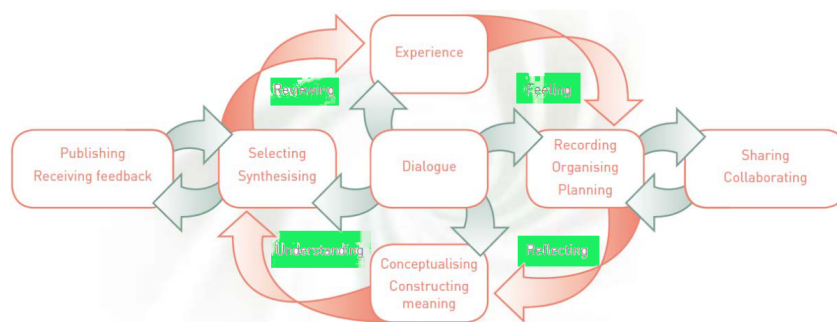 Experience
Reviewing
Feeling
Publishing
Receiving feedback
Selecting
Synthesising
Dialogue
Recording
Organising
Planning
Sharing
Collaborating
Understanding
Reflecting
Conceptualising
Constructing
meaning